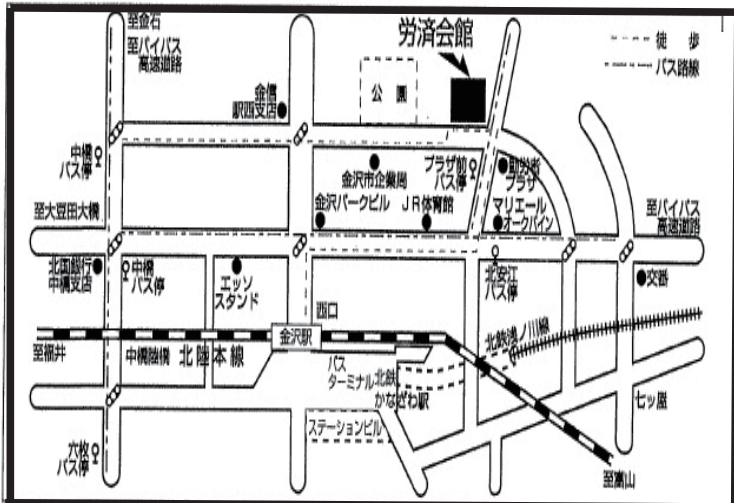 至金石
至バイパス
高速道路
労済会館
徒 歩
バス路線
金信
駅西支店
公 園
中橋
バス停
金沢市企業局
プラザ前
バス停
勤労者
プラザ
金沢パークビル
JR体育館
マリエール
オークパイン
至大豆田大橋
至バイパス
高速道路
北国銀行
中橋支店
中橋
バス停
エッソ
スタンド
北安江
バス停
交番
西口
金沢駅
北鉄浅ノ川線
至福井
中橋陸橋
北陸本線
バス
ターミナル
北鉄
かなざわ駅
ステーションビル
七ッ屋
六枚
バス停
至富山